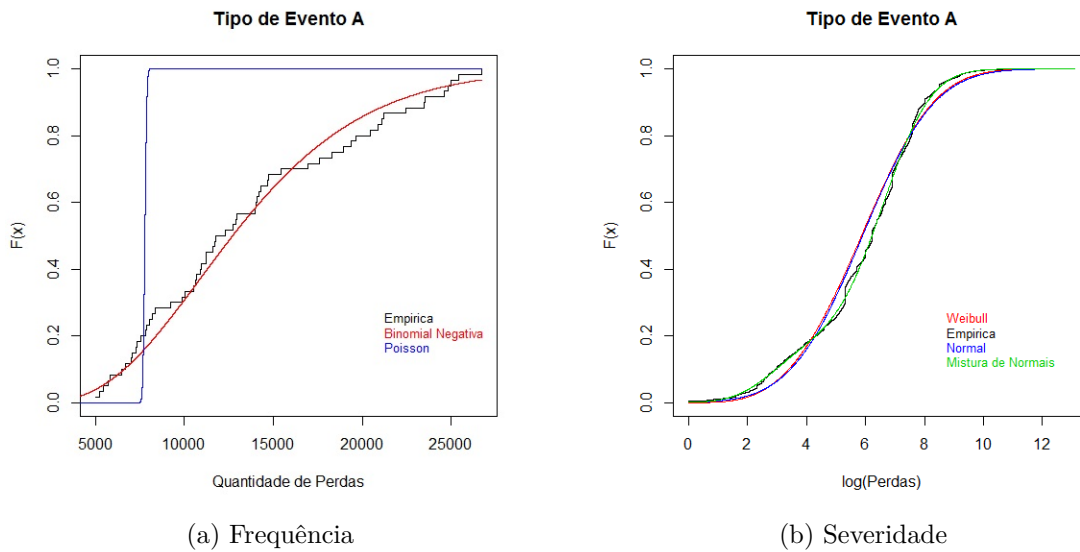 Tipo de Evento A
F(x)
1.0
0.8
0.6
0.4
0.2
0.0
Empirica
Binomial Negativa
Poisson
5000 10000 15000 20000 25000
Quantidade de Perdas
(a) Frequência
Tipo de Evento A
F(x)
1.0
0.8
0.6
0.4
0.2
0.0
Weibull
Empirica
Normal
Mistura de Normais
0 2 4 6 8 10 12
log(Perdas)
(b) Severidade